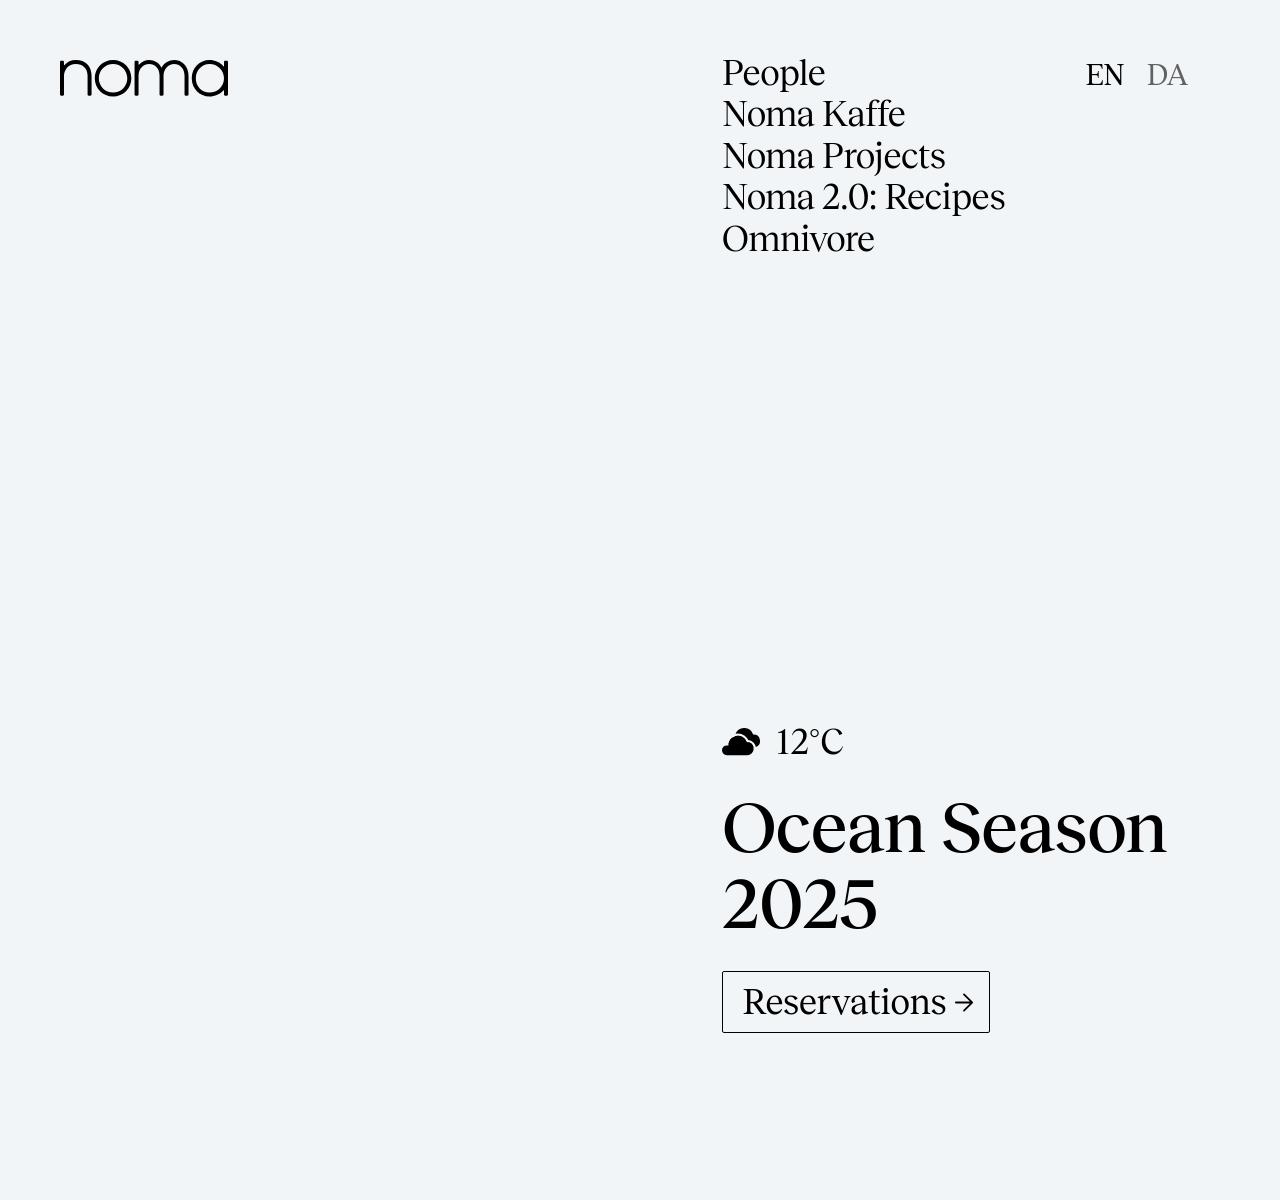 noma
People
Noma Kaffe
Noma Projects
Noma 2.0: Recipes
Omnivore
EN DA
12°C
Ocean Season
2025
Reservations →